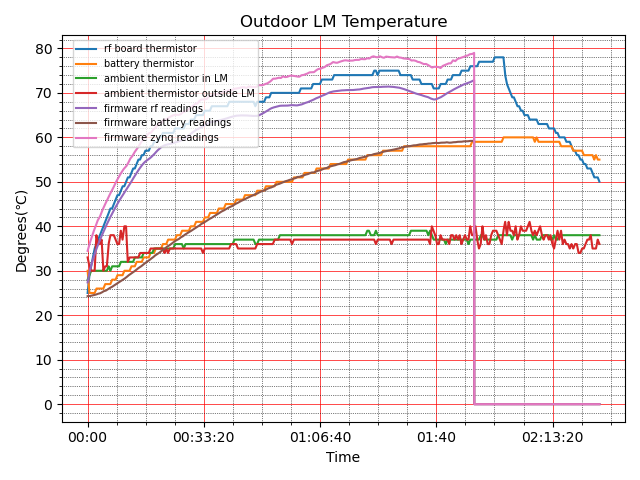 Outdoor LM Temperature
80
70
60
50
40
30
20
10
0
Degrees(℃)
rf board thermistor
battery thermistor
ambient thermistor in LM
ambient thermistor outside LM
firmware rf readings
firmware battery readings
firmware zynq readings
00:00 00:33:20 01:06:40 01:40 02:13:20
Time